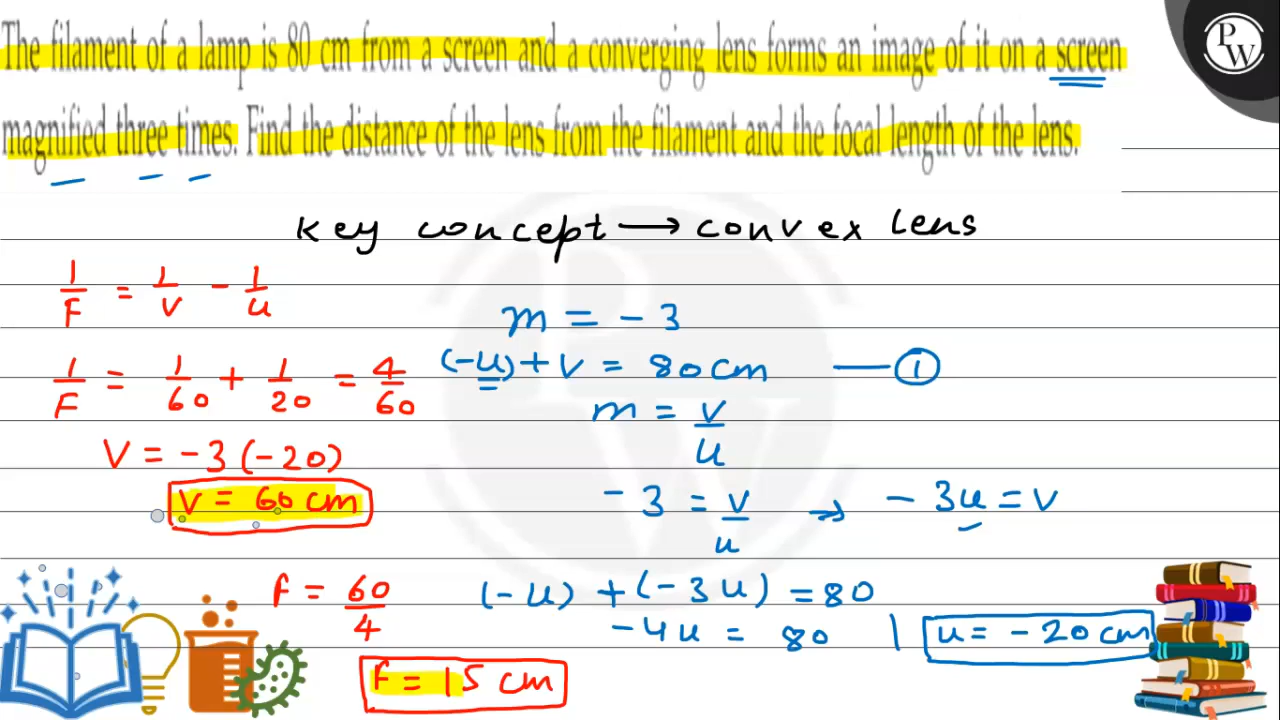 The filament of a lamp is 80 cm from a screen and a converging lens forms an image of it on a screen
magnified three times. Find the distance of the lens from the filament and the focal length of the lens.
PW
Key concept → convex lens
1/F = 1/v - 1/u
1/F = 1/60 + 1/20 = 4/60
V = -3(-20)
V = 60 cm
f = 60/4
f = 15 cm
m = -3
(-u) + v = 80 cm — ①
m = v/u
-3 = v/u ⇒ -3u = v
(-u) + (-3u) = 80
-4u = 80 | u = -20 cm